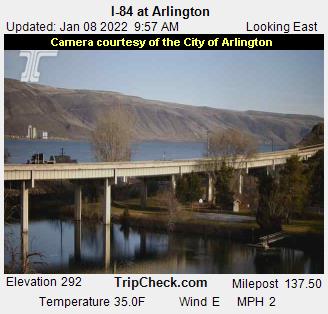 I-84 at Arlington
Updated: Jan 08 2022 9:57 AM Looking East
Camera courtesy of the City of Arlington
Elevation 292 TripCheck.com Milepost 137.50
Temperature 35.0F Wind E MPH 2